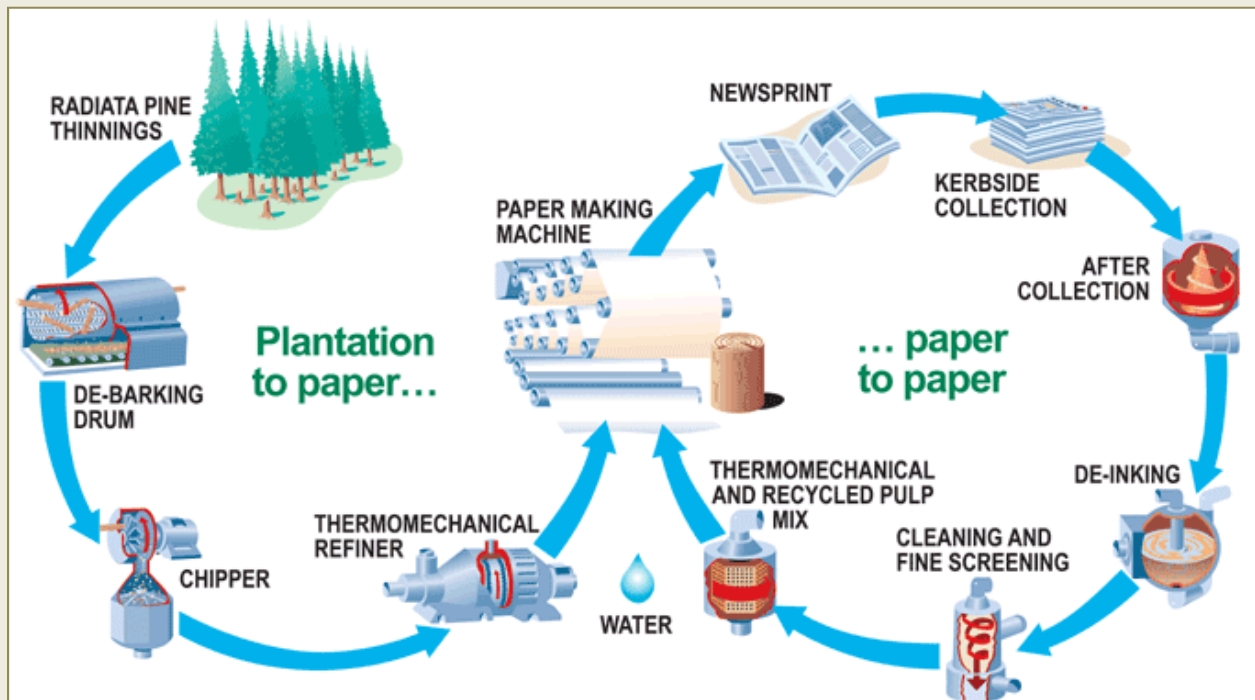 RADIATA PINE
THINNINGS
DE-BARKING
DRUM
CHIPPER
THERMOMECHANICAL
REFINER
Plantation
to paper…
PAPER MAKING
MACHINE
WATER
NEWSPRINT
KERBSIDE
COLLECTION
AFTER
COLLECTION
… paper
to paper
DE-INKING
CLEANING AND
FINE SCREENING
THERMOMECHANICAL
AND RECYCLED PULP
MIX